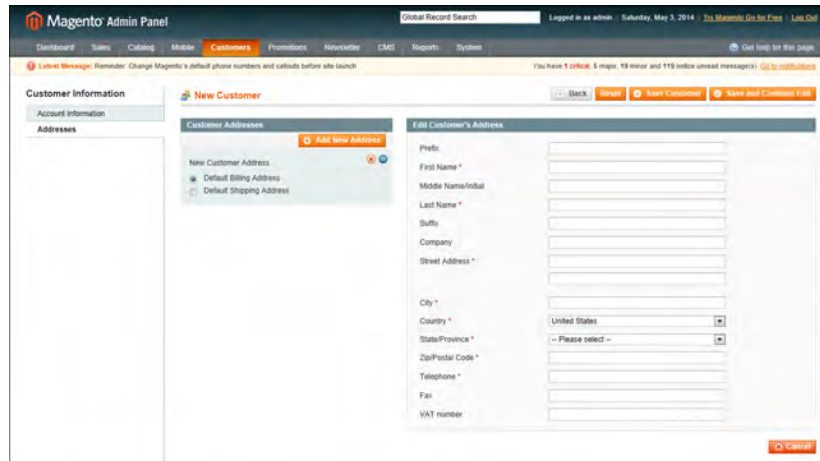 Magento Admin Panel
Global Record Search
Logged in as admin | Saturday, May 3, 2014 | Try Magento Go for Free | Log Out
Dashboard Sales Catalog Mobile Customers Promotions Newsletter CMS Reports System
Get help for this page
Latest Message: Reminder: Change Magento's default phone numbers and callouts before site launch
You have 1 critical, 5 major, 19 minor and 115 notice unread message(s). Go to notifications
Customer Information
Account Information
Addresses
New Customer
Back Reset Save Customer Save and Continue Edit
Customer Addresses
Add New Address
New Customer Address
Default Billing Address
Default Shipping Address
Edit Customer's Address
Prefix
First Name *
Middle Name/Initial
Last Name *
Suffix
Company
Street Address *
City *
Country * United States
State/Province * -- Please select --
Zip/Postal Code *
Telephone *
Fax
VAT number
Cancel